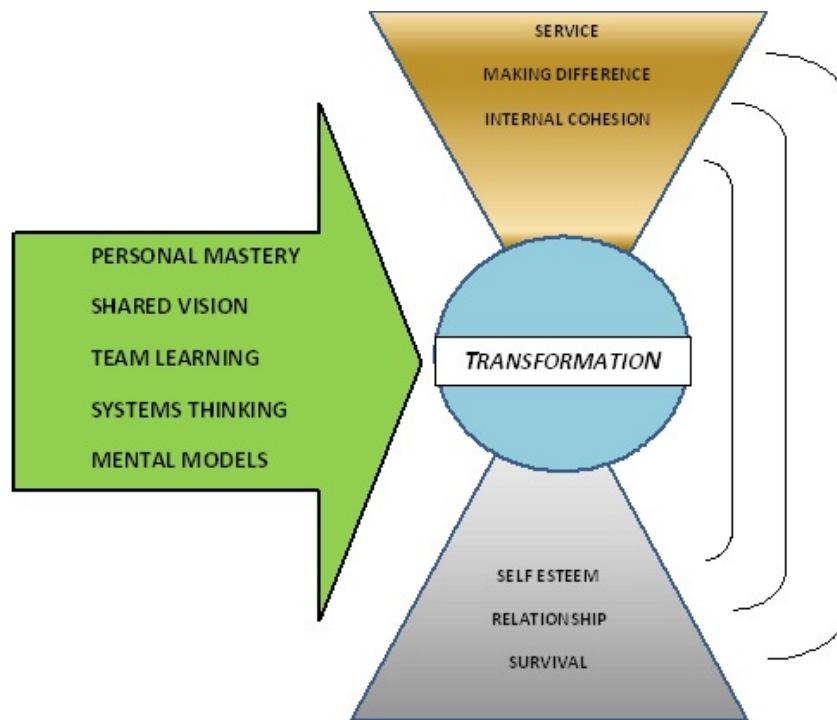 SERVICE
MAKING DIFFERENCE
INTERNAL COHESION
PERSONAL MASTERY
SHARED VISION
TEAM LEARNING
SYSTEMS THINKING
MENTAL MODELS
TRANSFORMATION
SELF ESTEEM
RELATIONSHIP
SURVIVAL